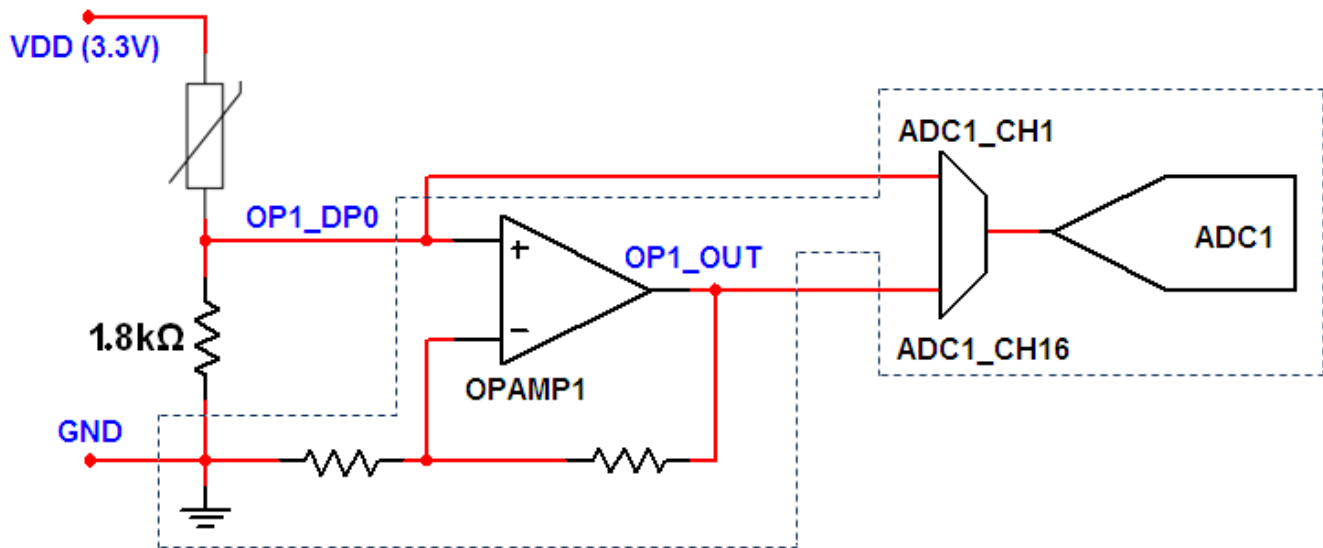 VDD (3.3V)
ADC1_CH1
OP1_DP0
+
OP1_OUT
ADC1
1.8kΩ
−
ADC1_CH16
OPAMP1
GND